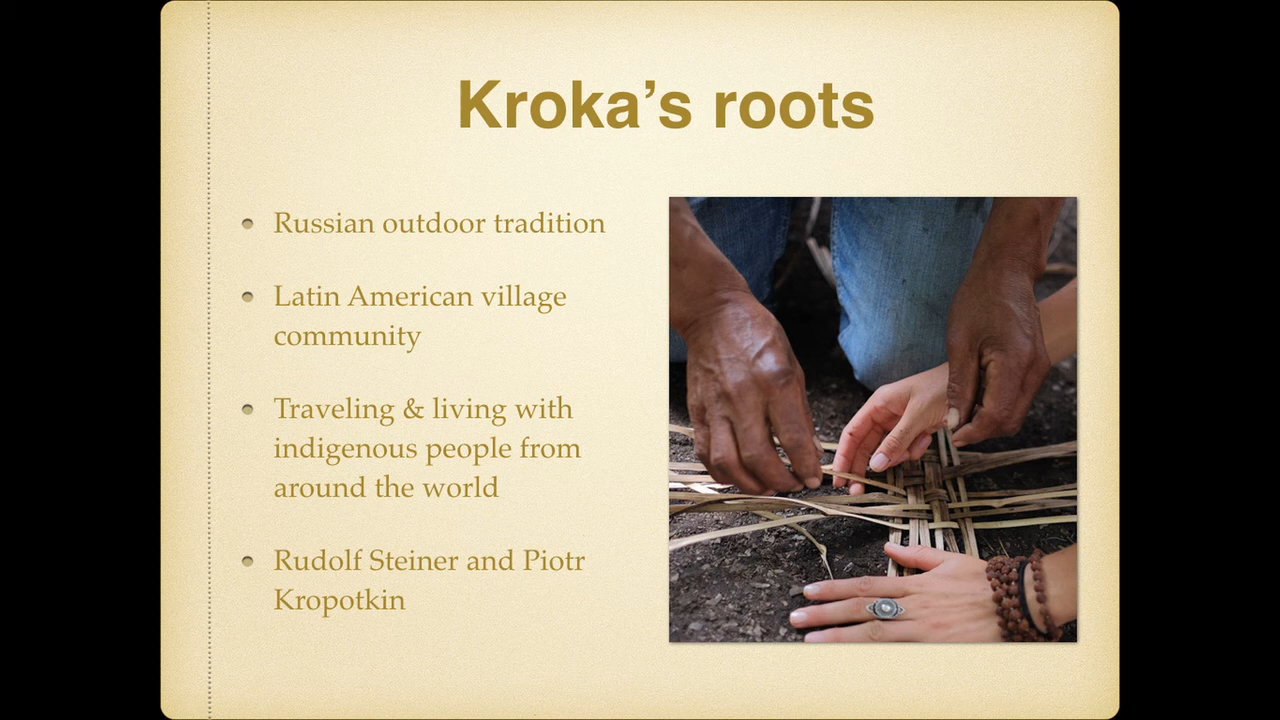 Kroka’s roots
Russian outdoor tradition
Latin American village
community
Traveling & living with
indigenous people from
around the world
Rudolf Steiner and Piotr
Kropotkin